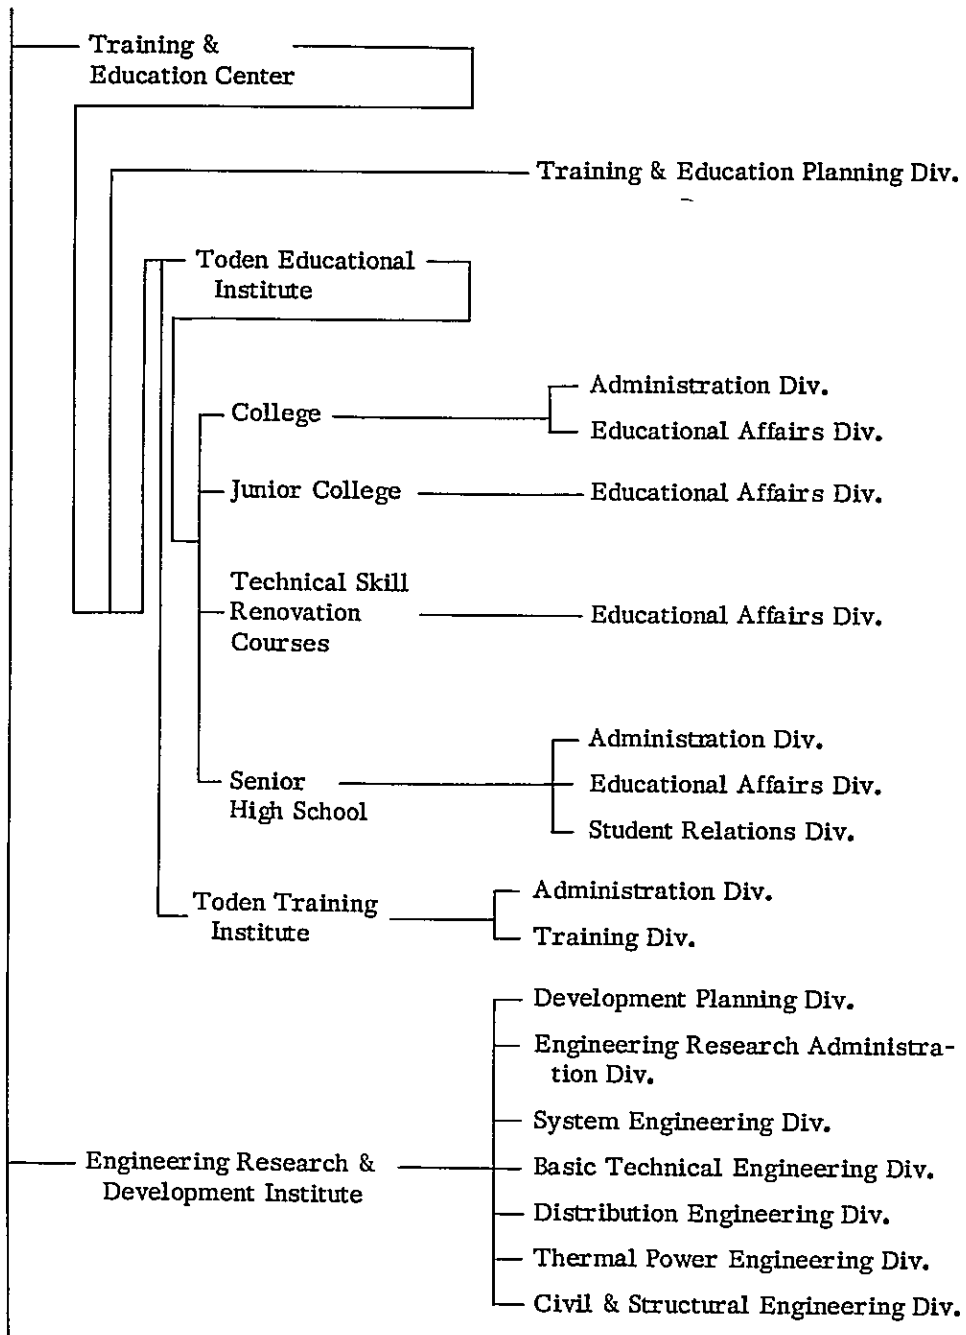 Training &
Education Center
Training & Education Planning Div.
Toden Educational
Institute
College
Administration Div.
Educational Affairs Div.
Junior College
Educational Affairs Div.
Technical Skill
Renovation
Courses
Educational Affairs Div.
Senior
High School
Administration Div.
Educational Affairs Div.
Student Relations Div.
Toden Training
Institute
Administration Div.
Training Div.
Engineering Research &
Development Institute
Development Planning Div.
Engineering Research Administra-
tion Div.
System Engineering Div.
Basic Technical Engineering Div.
Distribution Engineering Div.
Thermal Power Engineering Div.
Civil & Structural Engineering Div.